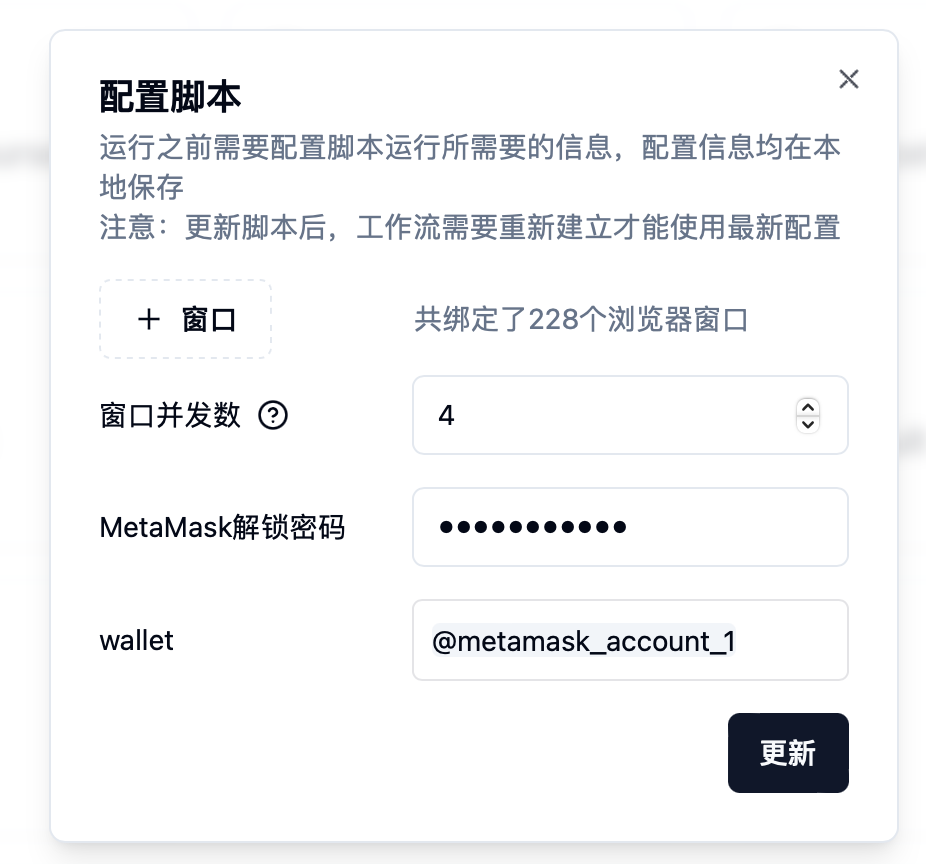 配置脚本
运行之前需要配置脚本运行所需要的信息，配置信息均在本
地保存
注意：更新脚本后，工作流需要重新建立才能使用最新配置
窗口
共绑定了228个浏览器窗口
窗口并发数
4
MetaMask解锁密码
•••••••••••
wallet
@metamask_account_1
更新